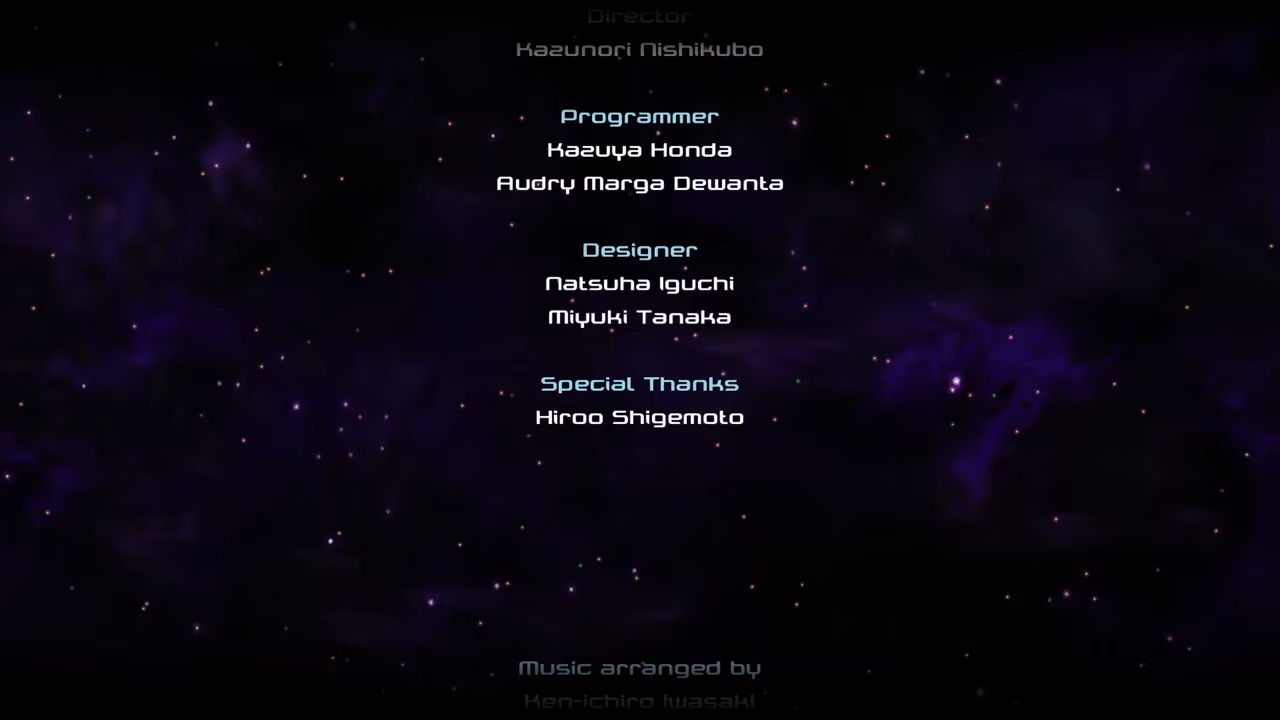 Director
Kazunori Nishikubo
Programmer
Kazuya Honda
Audry Marga Dewanta
Designer
Natsuha Iguchi
Miyuki Tanaka
Special Thanks
Hiroo Shigemoto
Music arranged by
Ken-ichiro Iwasaki